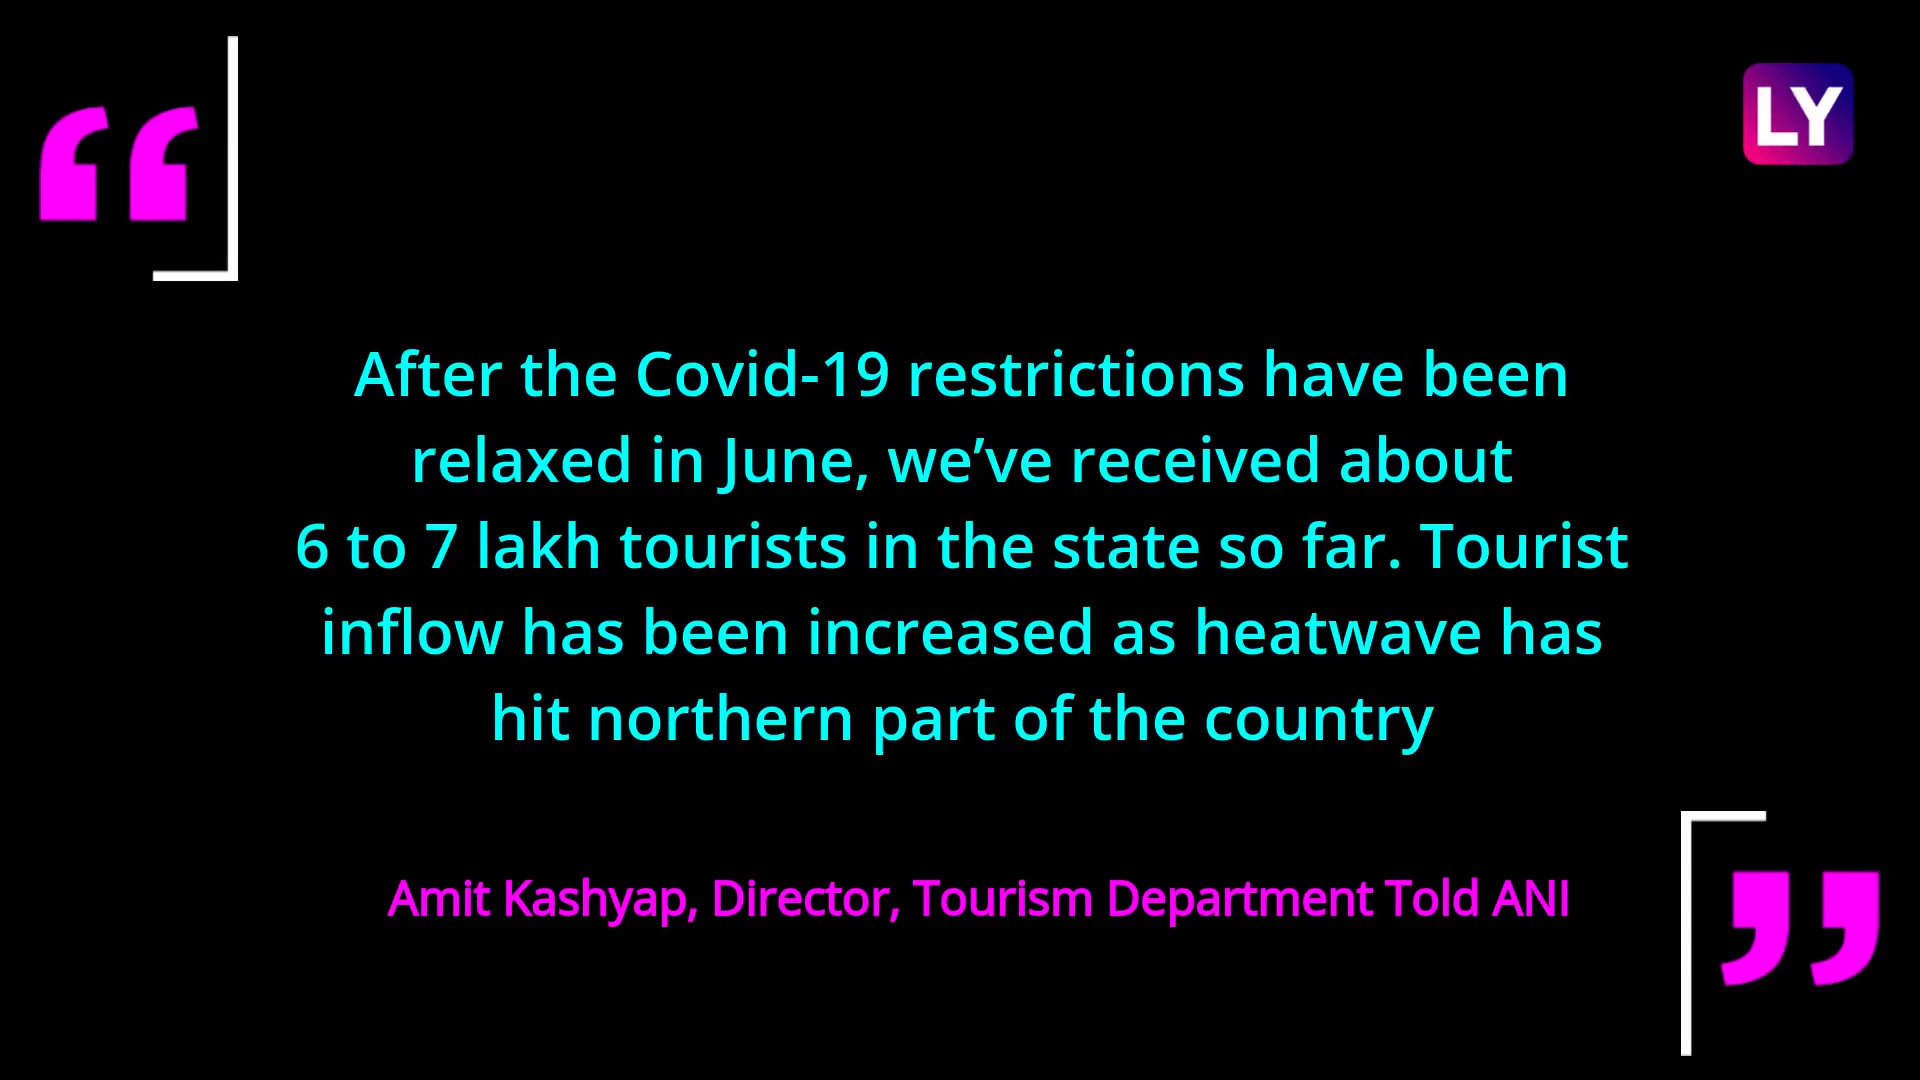 LY
After the Covid-19 restrictions have been
relaxed in June, we’ve received about
6 to 7 lakh tourists in the state so far. Tourist
inflow has been increased as heatwave has
hit northern part of the country
Amit Kashyap, Director, Tourism Department Told ANI